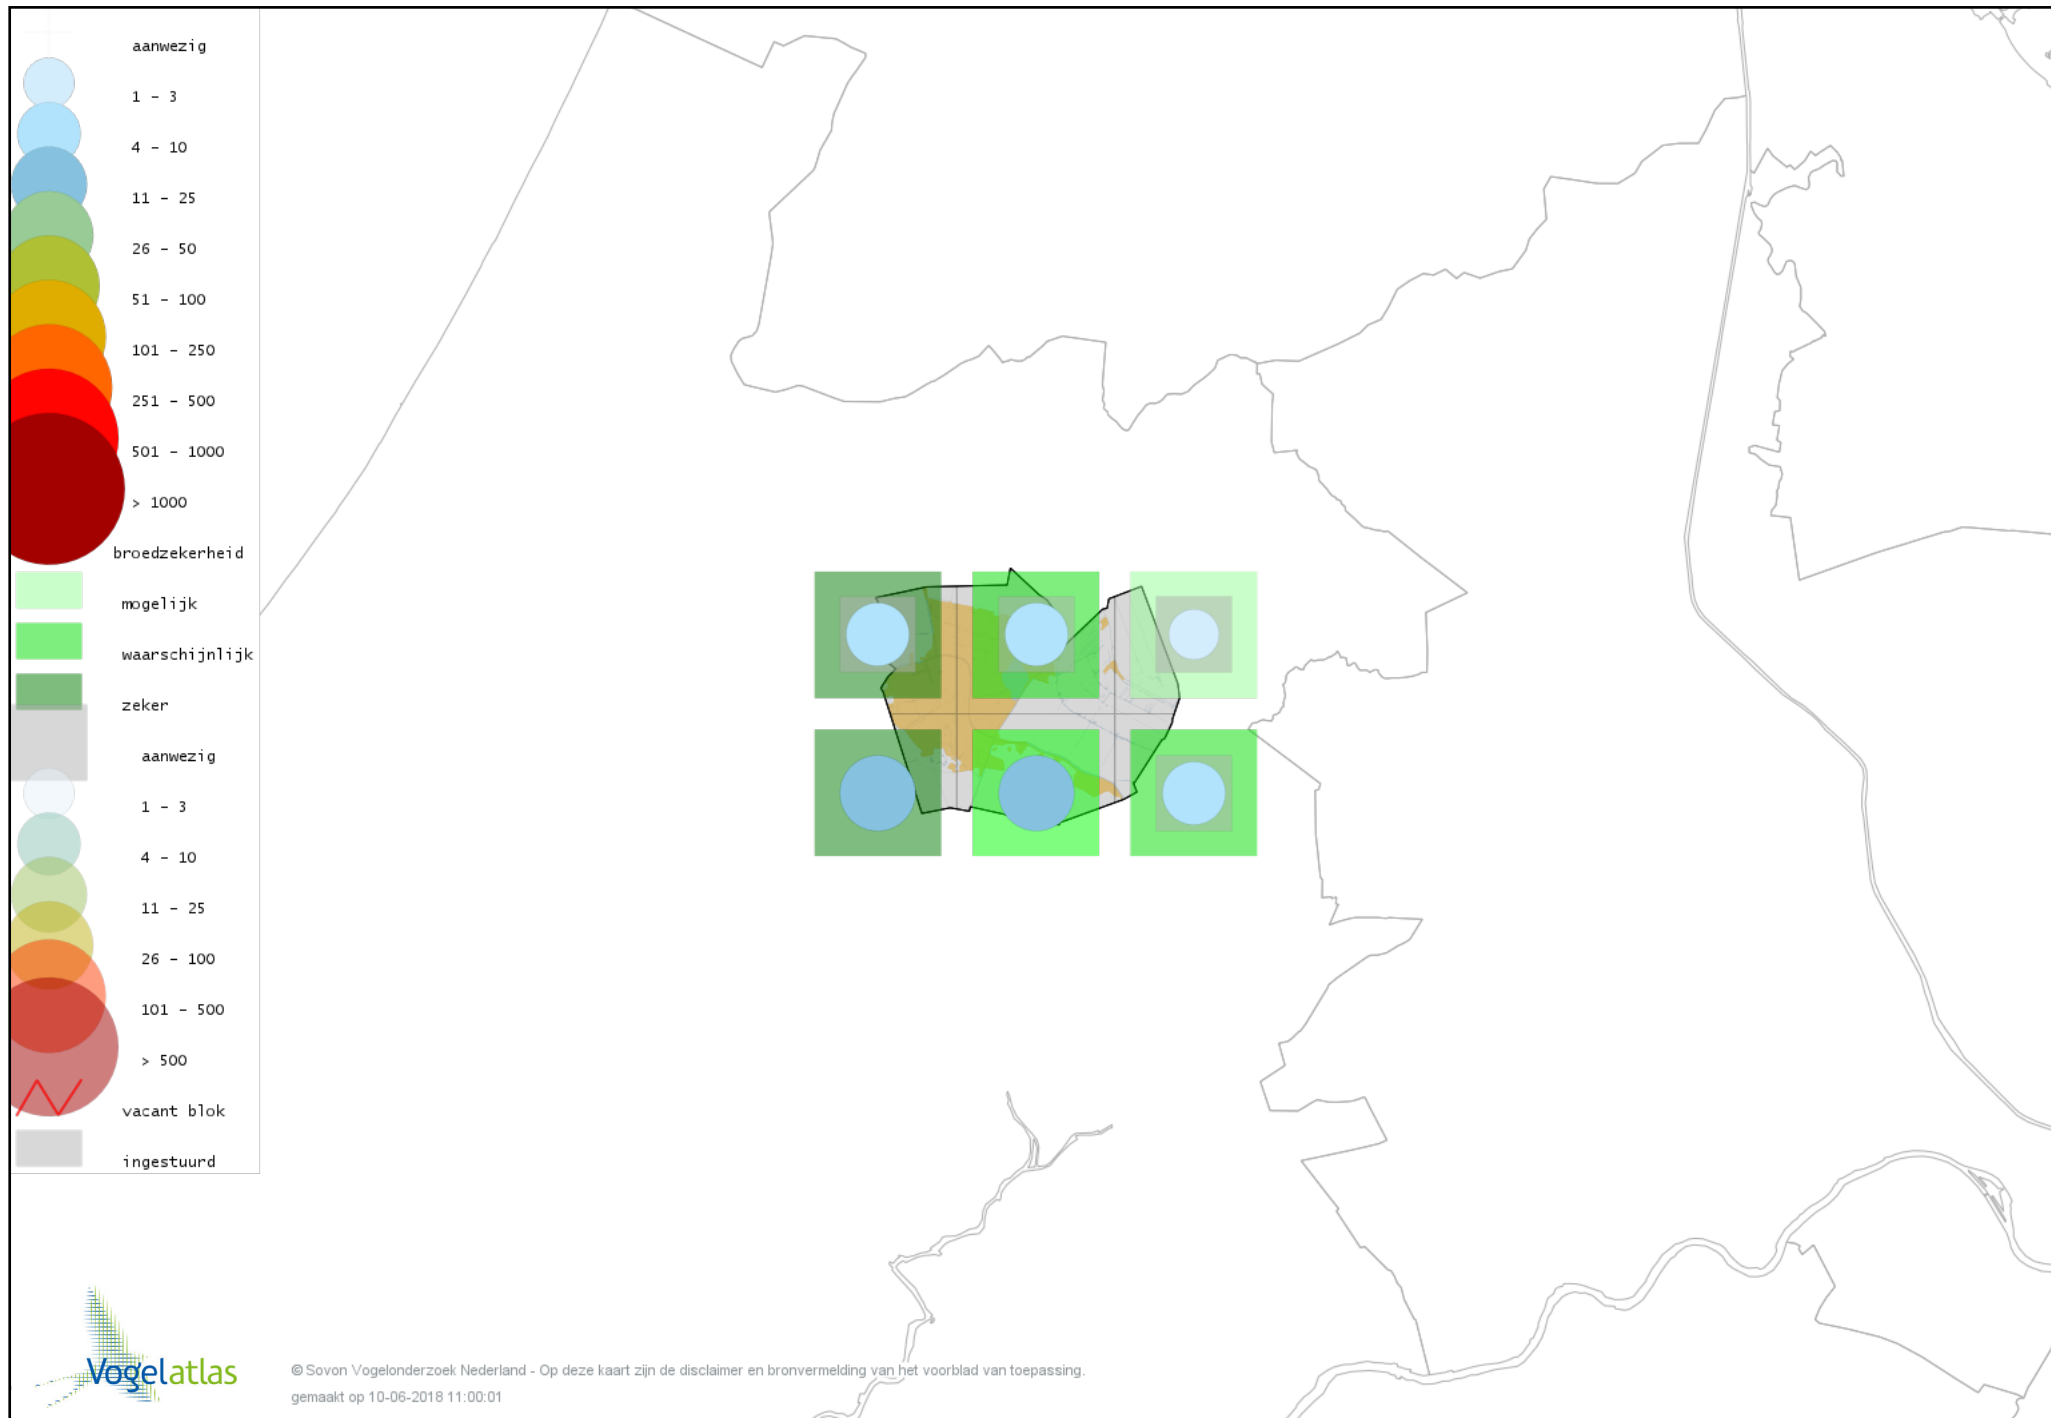 aanwezig
1 - 3
4 - 10
11 - 25
26 - 50
51 - 100
101 - 250
251 - 500
501 - 1000
> 1000
broedzekerheid
mogelijk
waarschijnlijk
zeker
aanwezig
1 - 3
4 - 10
11 - 25
26 - 100
101 - 500
> 500
vacant blok
ingestuurd
Vogelatlas
© Sovon Vogelonderzoek Nederland - Op deze kaart zijn de disclaimer en bronvermelding van het voorblad van toepassing.
gemaakt op 10-06-2018 11:00:01